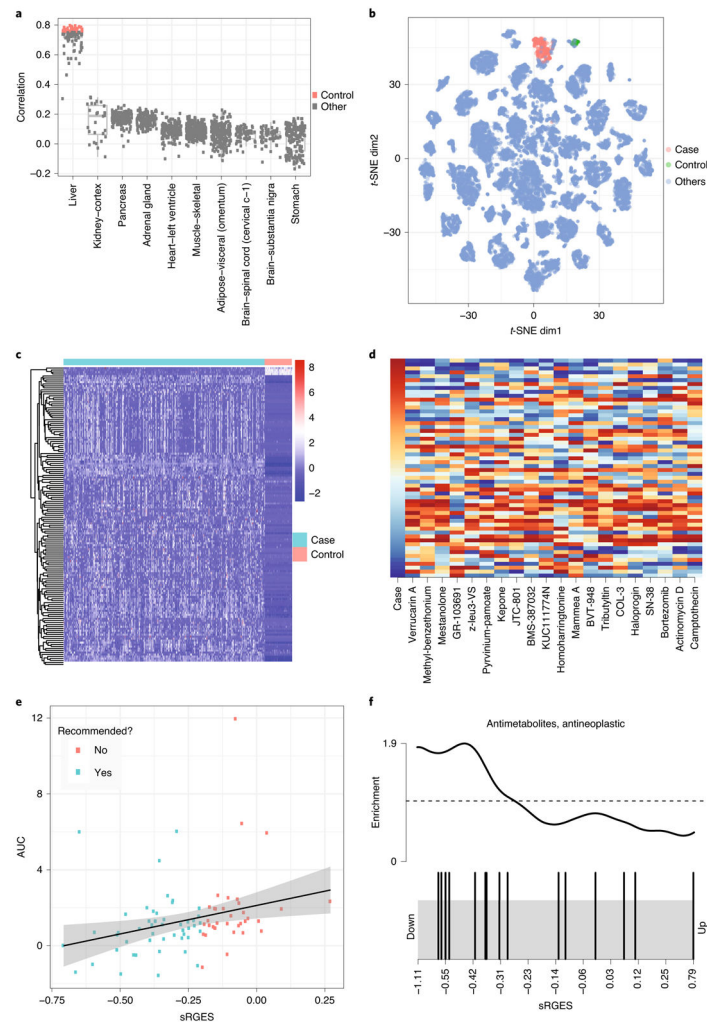 a
0.8
0.6
0.4
0.2
0.0
−0.2
Correlation
Control
Other
Liver
Kidney–cortex
Pancreas
Adrenal gland
Heart–left ventricle
Muscle–skeletal
Adipose–visceral (omentum)
Brain–spinal cord (cervical c–1)
Brain–substantia nigra
Stomach
b
30
0
−30
t-SNE dim2
−30
0
30
t-SNE dim1
Case
Control
Others
c
8
6
4
2
0
−2
Case
Control
d
Case
Verrucarin A
Methyl-benzethonium
Mestanolone
GR-103691
z-leu3-VS
Pyrvinium-pamoate
Kepone
JTC-801
BMS-387032
KUC111774N
Homoharringtonine
Mammea A
BVT-948
Tributyltin
COL-3
Haloprogin
SN-38
Bortezomib
Actinomycin D
Camptothecin
e
Recommended?
No
Yes
12
8
4
0
AUC
−0.75
−0.50
−0.25
0.00
0.25
sRGES
f
Antimetabolites, antineoplastic
1.9
0
Enrichment
Down
Up
−1.11
−0.55
−0.42
−0.31
−0.23
−0.14
−0.06
0.03
0.14
0.25
0.79
sRGES